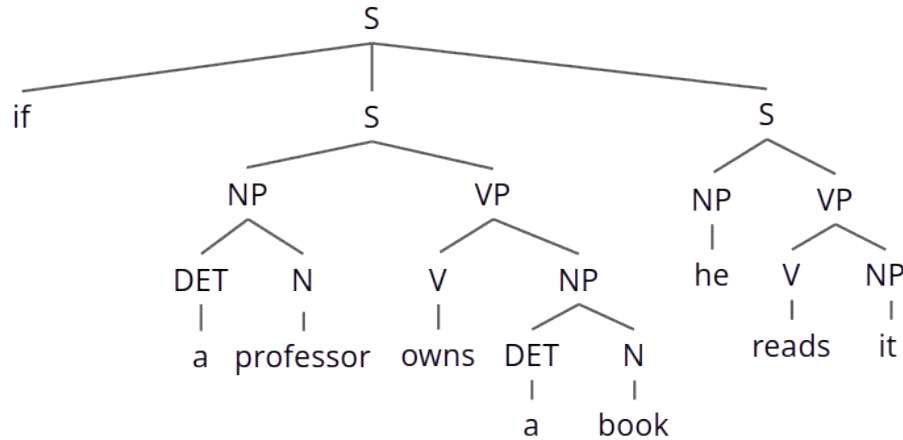 S
if S S
NP VP NP VP
DET N V NP he V NP
a professor owns DET N reads it
a book